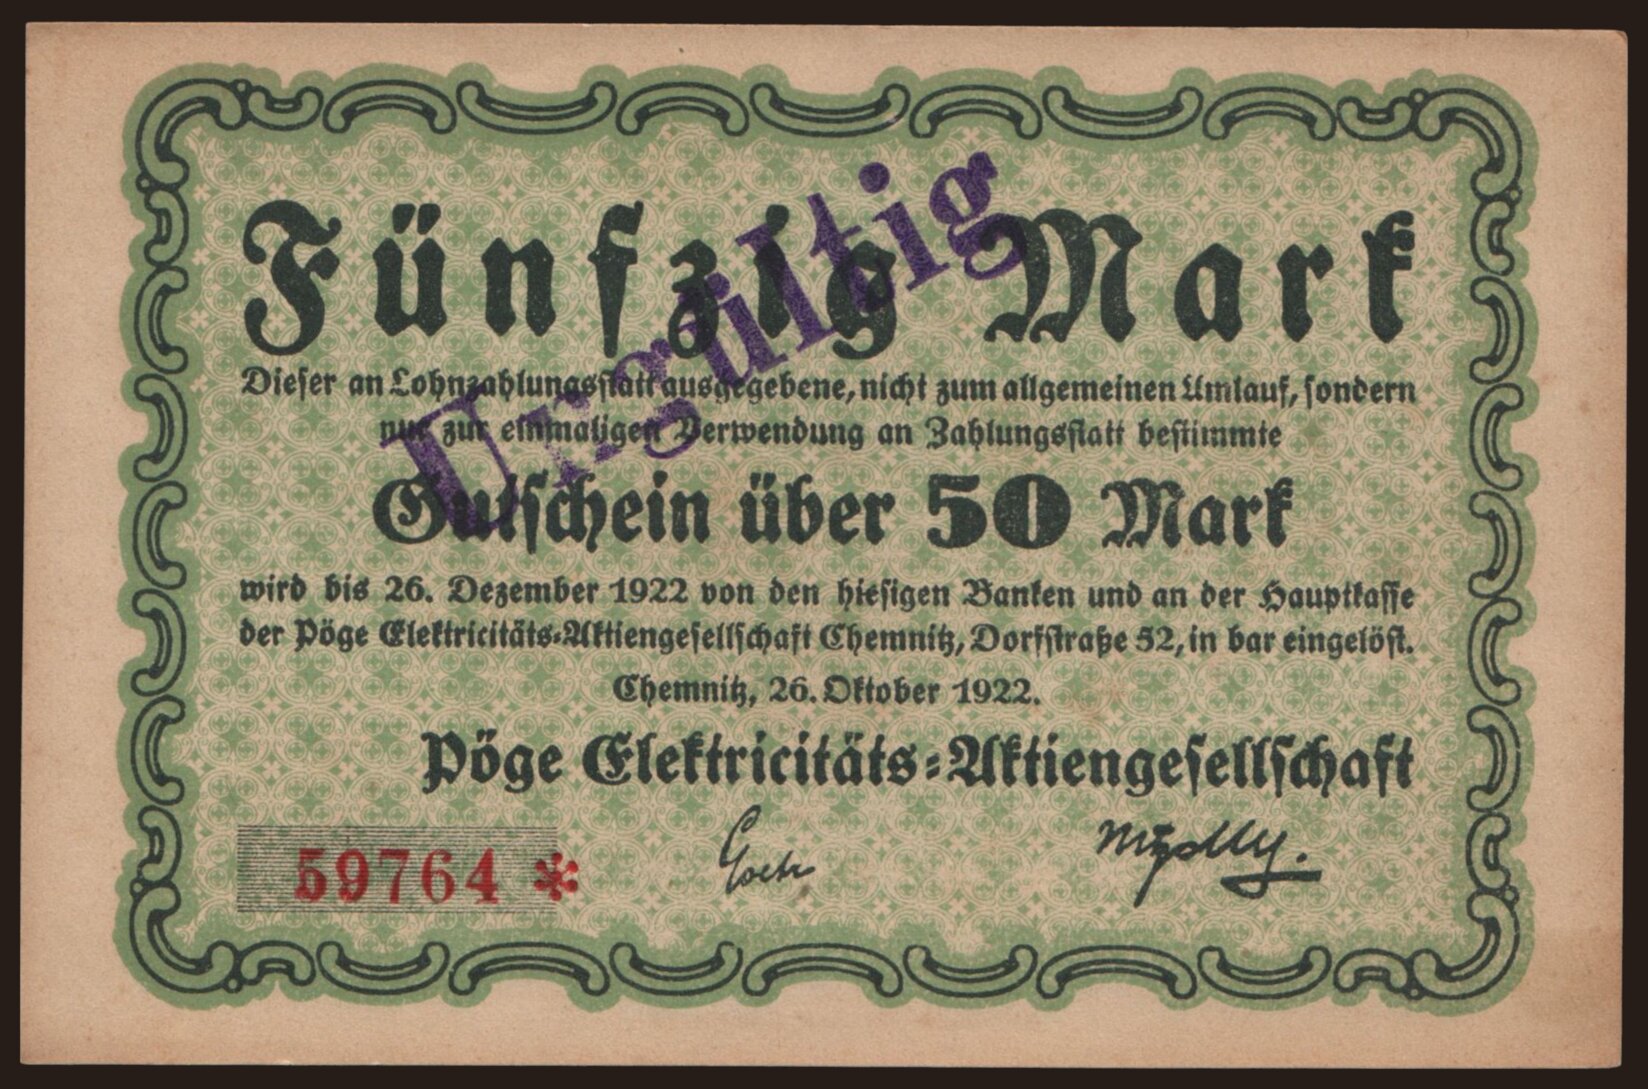 Fünfzig Mark
Ungültig
Dieser an Lohnzahlungsstatt ausgegebene, nicht zum allgemeinen Umlauf, sondern
nur zur einmaligen Verwendung an Zahlungsstatt bestimmte
Gutschein über 50 Mark
wird bis 26. Dezember 1922 von den hiesigen Banken und an der Hauptkasse
der Pöge Elektricitäts-Aktiengesellschaft Chemnitz, Dorfstraße 52, in bar eingelöst.
Chemnitz, 26. Oktober 1922.
Pöge Elektricitäts-Aktiengesellschaft
59764 *